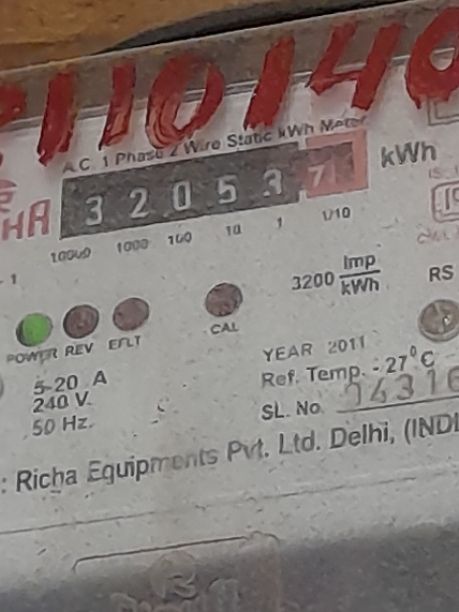 110140
A.C. 1 Phase 2 Wire Static kWh Meter
3 2 0 5 3 7 kWh
HA
10000 1000 100 10 1 1/10
3200 Imp/kWh
RS
POWER REV EFLT CAL
YEAR 2011
5-20 A
Ref. Temp. - 27°C
240 V.
SL. No.
50 Hz.
: Richa Equipments Pvt. Ltd. Delhi, (INDI